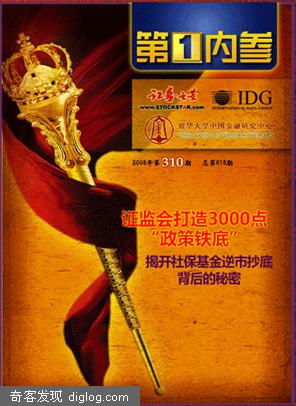 第1内参
证券之星
www.STOCKSTAR.com
IDG
INTERNATIONAL DATA GROUP
清华大学中国金融研究中心
2008年第310期 总第618期
证监会打造3000点
“政策铁底”
揭开社保基金逆市抄底
背后的秘密
奇客发现 diglog.com